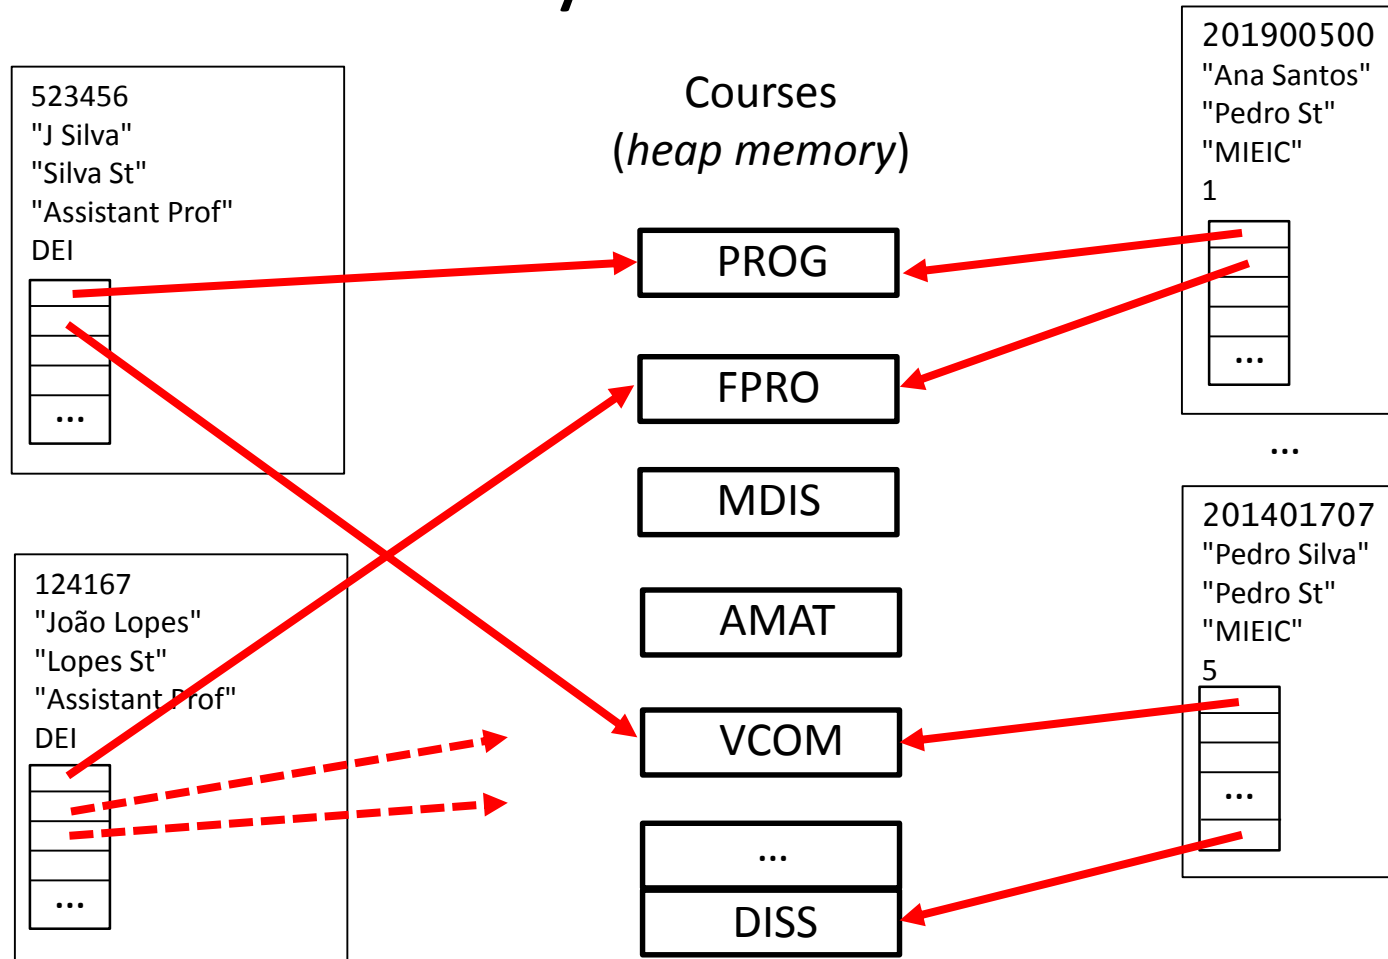 523456
"J Silva"
"Silva St"
"Assistant Prof"
DEI
...
124167
"João Lopes"
"Lopes St"
"Assistant Prof"
DEI
...
Courses
(heap memory)
PROG
FPRO
MDIS
AMAT
VCOM
...
DISS
201900500
"Ana Santos"
"Pedro St"
"MIEIC"
1
...
...
201401707
"Pedro Silva"
"Pedro St"
"MIEIC"
5
...